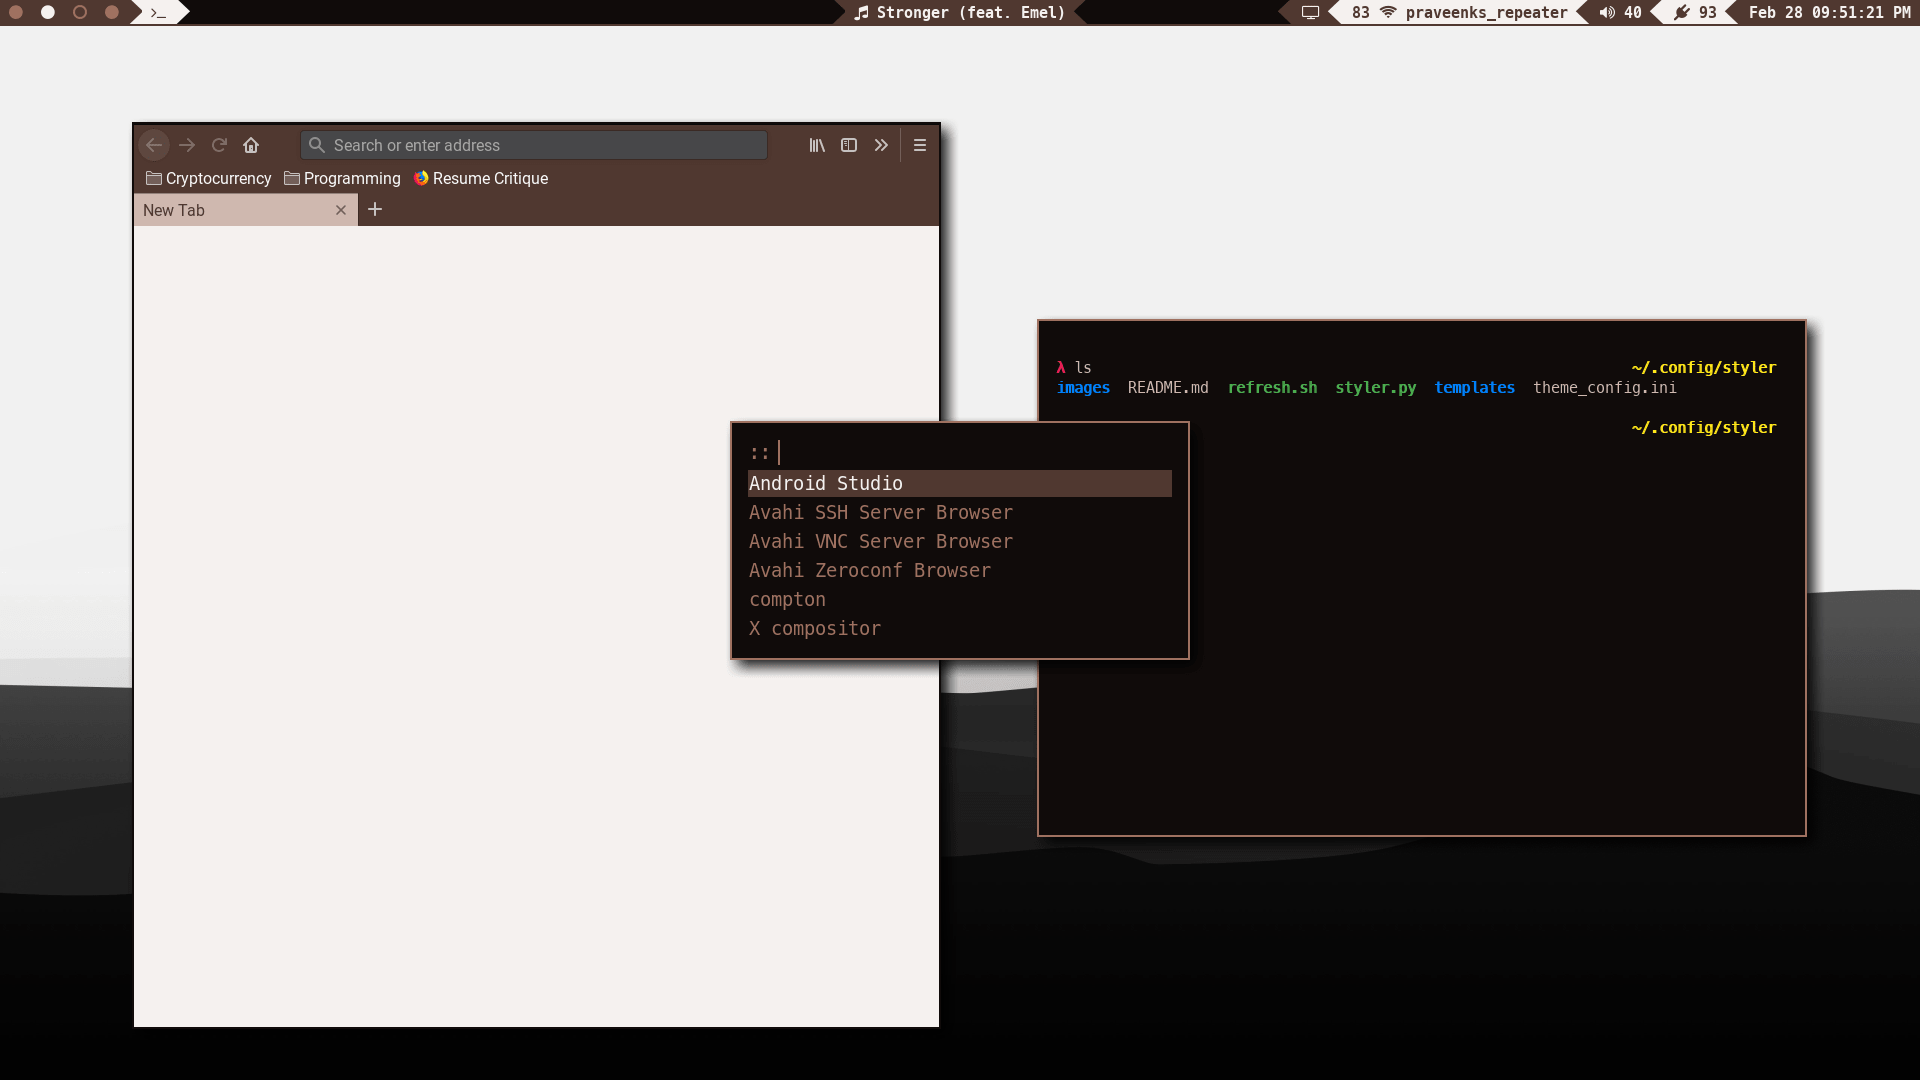 >_ Stronger (feat. Emel) 83 praveenks_repeater 40 93 Feb 28 09:51:21 PM
Search or enter address
Cryptocurrency Programming Resume Critique
New Tab
λ ls ~/.config/styler
images README.md refresh.sh styler.py templates theme_config.ini
~/.config/styler
::
Android Studio
Avahi SSH Server Browser
Avahi VNC Server Browser
Avahi Zeroconf Browser
compton
X compositor